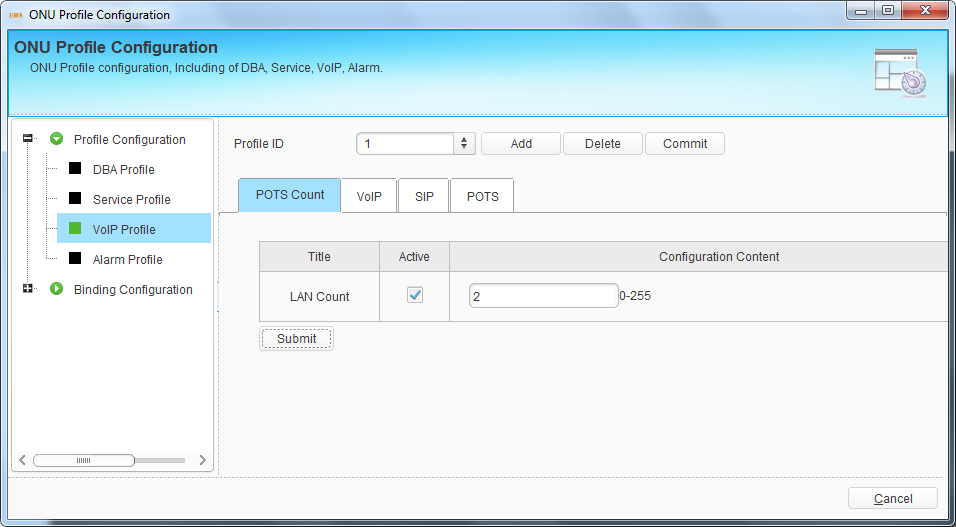 EMS ONU Profile Configuration
ONU Profile Configuration
ONU Profile configuration, Including of DBA, Service, VoIP, Alarm.
Profile Configuration
DBA Profile
Service Profile
VoIP Profile
Alarm Profile
Binding Configuration
Profile ID 1 Add Delete Commit
POTS Count VoIP SIP POTS
Title Active Configuration Content
LAN Count 2 0-255
Submit
Cancel